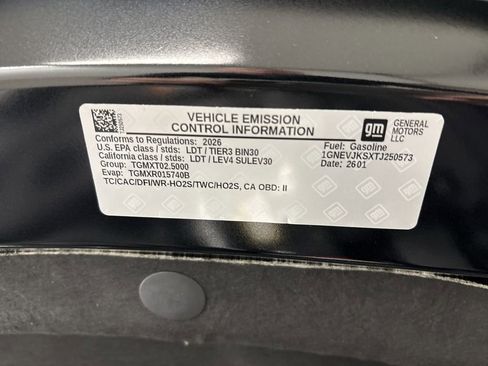 VEHICLE EMISSION
CONTROL INFORMATION
gm
GENERAL
MOTORS
LLC
Conforms to Regulations: 2026
U.S. EPA class / stds: LDT / TIER3 BIN30
California class / stds: LDT / LEV4 SULEV30
Group: TGMXT02.5000
Evap: TGMXR015740B
TC/CAC/DFI/WR-HO2S/TWC/HO2S, CA OBD: II
Fuel: Gasoline
1GNEVJKSXTJ250573
Date: 2601